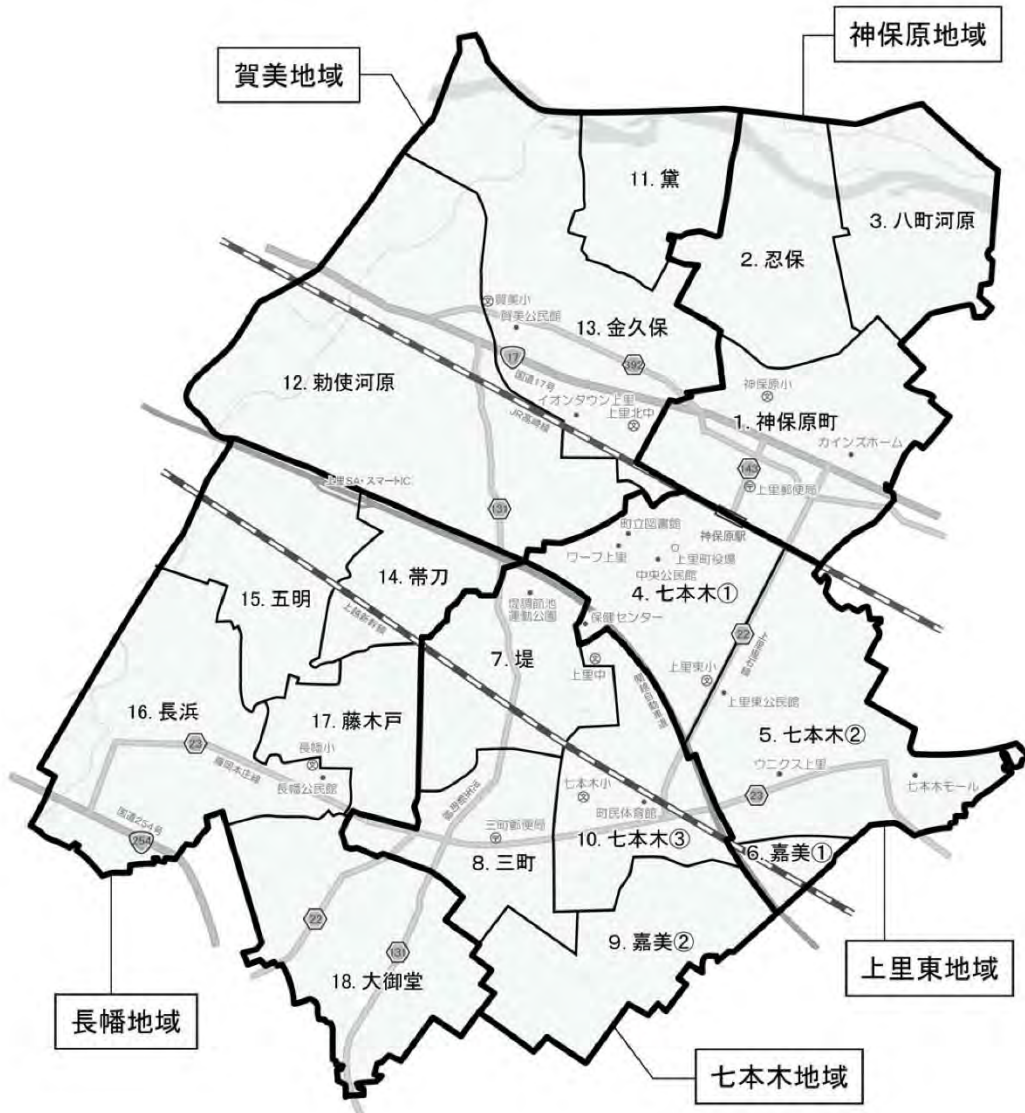 神保原地域
賀美地域
11. 黛
3. 八町河原
2. 忍保
賀美小
賀美公民館
13. 金久保
392
17
国道17号
12. 勅使河原
神保原小
イオンタウン上里
上里北中
1. 神保原町
カインズホーム
JR高崎線
143
上里郵便局
上里SA・スマートIC
131
町立図書館
神保原駅
ワープ上里
上里町役場
中央公民館
14. 帯刀
4. 七本木①
15. 五明
堤調節池
運動公園
保健センター
上越新幹線
22
7. 堤
上里中
上里東小
関越自動車道
上里東公民館
16. 長浜
17. 藤木戸
5. 七本木②
23
長幡小
ウニクス上里
藤岡本庄線
長幡公民館
七本木小
七本木モール
町民体育館
23
国道254号
三町郵便局
254
10. 七本木③
6. 嘉美①
8. 三町
22
9. 嘉美②
131
18. 大御堂
上里東地域
長幡地域
七本木地域